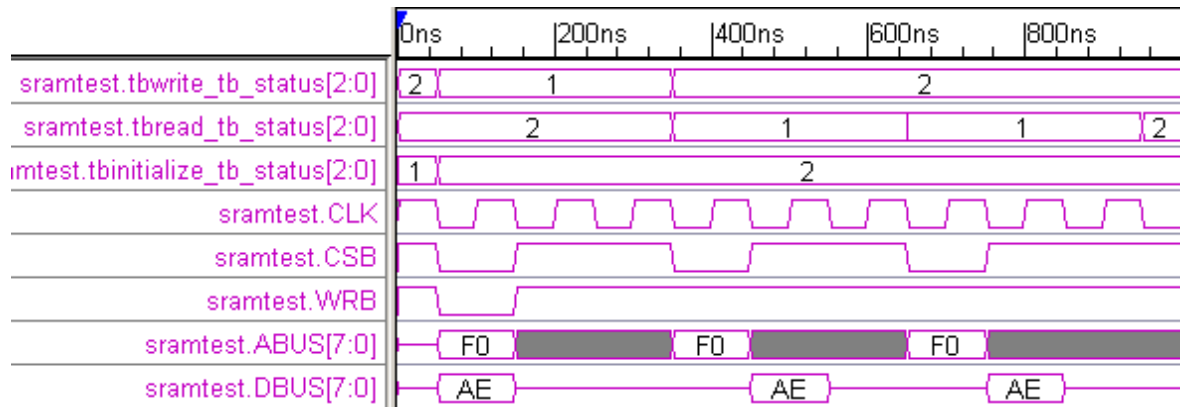 0ns |200ns |400ns |600ns |800ns
sramtest.tbwrite_tb_status[2:0] 2 1 2
sramtest.tbread_tb_status[2:0] 2 1 1 2
mtest.tbinitialize_tb_status[2:0] 1 2
sramtest.CLK
sramtest.CSB
sramtest.WRB
sramtest.ABUS[7:0] F0 F0 F0
sramtest.DBUS[7:0] AE AE AE